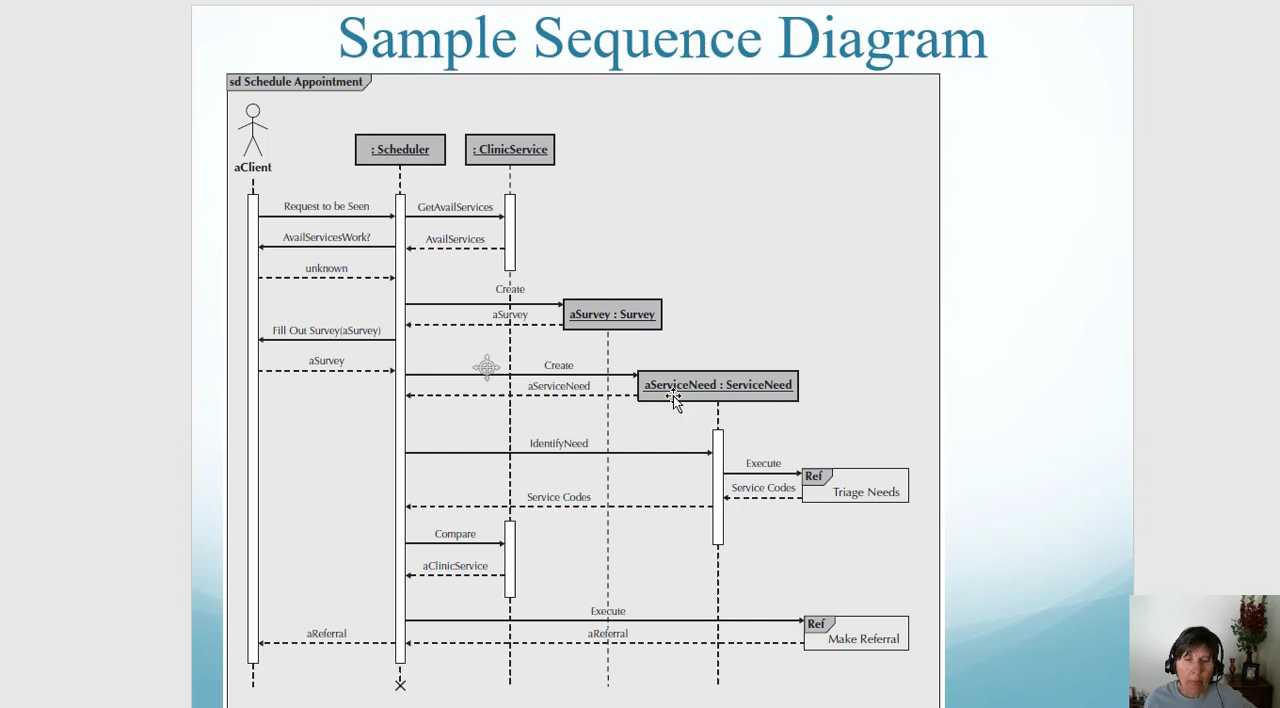 Sample Sequence Diagram
sd Schedule Appointment
aClient
: Scheduler
: ClinicService
Request to be Seen
GetAvailServices
AvailServicesWork?
AvailServices
unknown
Create
aSurvey : Survey
aSurvey
Fill Out Survey(aSurvey)
aSurvey
Create
aServiceNeed : ServiceNeed
aServiceNeed
IdentifyNeed
Execute
Ref
Triage Needs
Service Codes
Service Codes
Compare
aClinicService
Execute
Ref
Make Referral
aReferral
aReferral